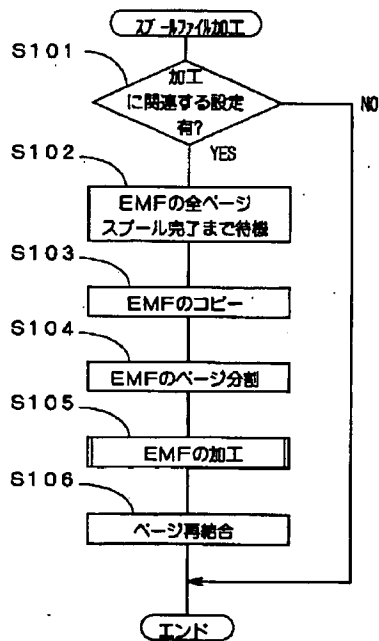 スプールファイル加工
S101
加工
に関連する設定
有?
NO
YES
S102
EMFの全ページ
スプール完了まで待機
S103
EMFのコピー
S104
EMFのページ分割
S105
EMFの加工
S106
ページ再結合
エンド